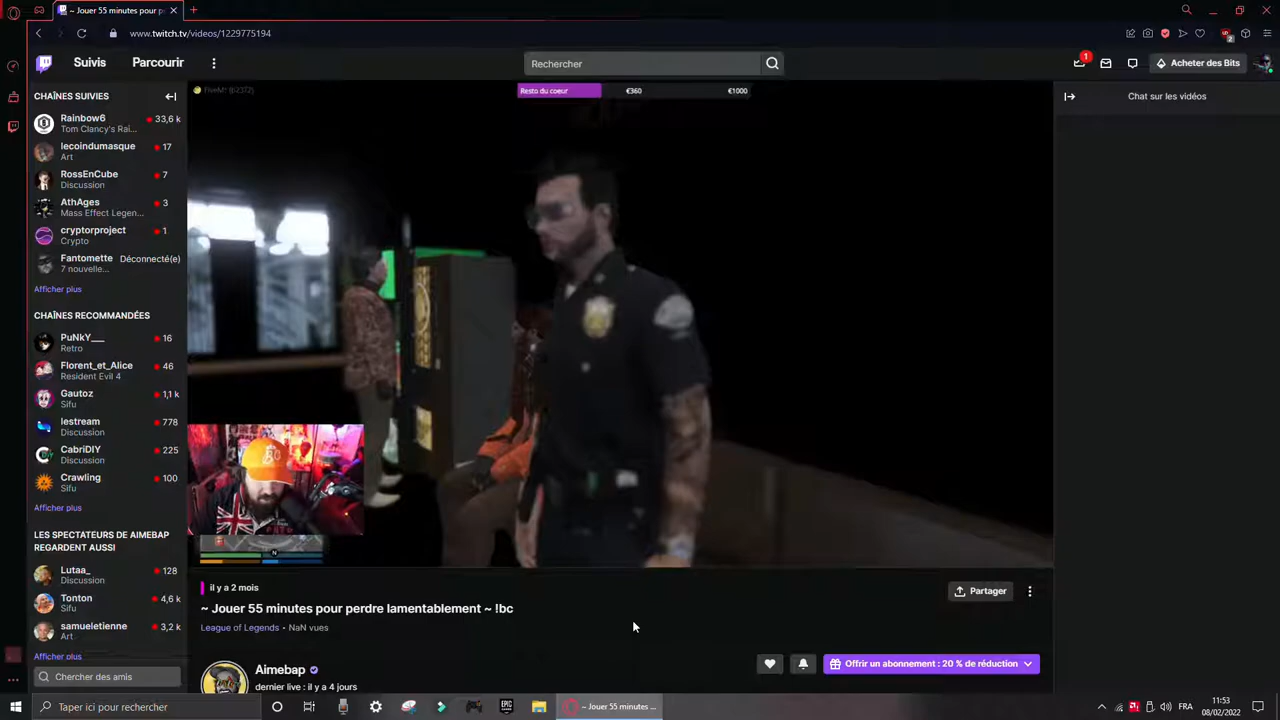 ~ Jouer 55 minutes pour p
www.twitch.tv/videos/1229775194
Suivis
Parcourir
Rechercher
1
Acheter des Bits
CHAÎNES SUIVIES
Rainbow6
33,6 k
Tom Clancy's Rai...
lecoindumasque
17
Art
RossEnCube
7
Discussion
AthAges
3
Mass Effect Legen...
cryptorproject
1
Crypto
Fantomette
Déconnecté(e)
7 nouvelle...
Afficher plus
CHAÎNES RECOMMANDÉES
PuNkY___
16
Retro
Florent_et_Alice
46
Resident Evil 4
Gautoz
1,1 k
Sifu
lestream
778
Discussion
CabriDIY
225
Discussion
Crawling
100
Sifu
Afficher plus
LES SPECTATEURS DE AIMEBAP
REGARDENT AUSSI
Lutaa_
128
Discussion
Tonton
4,6 k
Sifu
samueletienne
3,2 k
Art
Afficher plus
Chercher des amis
Resto du coeur
€360
€1000
N
Chat sur les vidéos
il y a 2 mois
~ Jouer 55 minutes pour perdre lamentablement ~ !bc
League of Legends • NaN vues
Partager
Aimebap
dernier live : il y a 4 jours
Offrir un abonnement : 20 % de réduction
Taper ici pour rechercher
EPIC
~ Jouer 55 minutes ...
FRA
11:53
08/02/2022